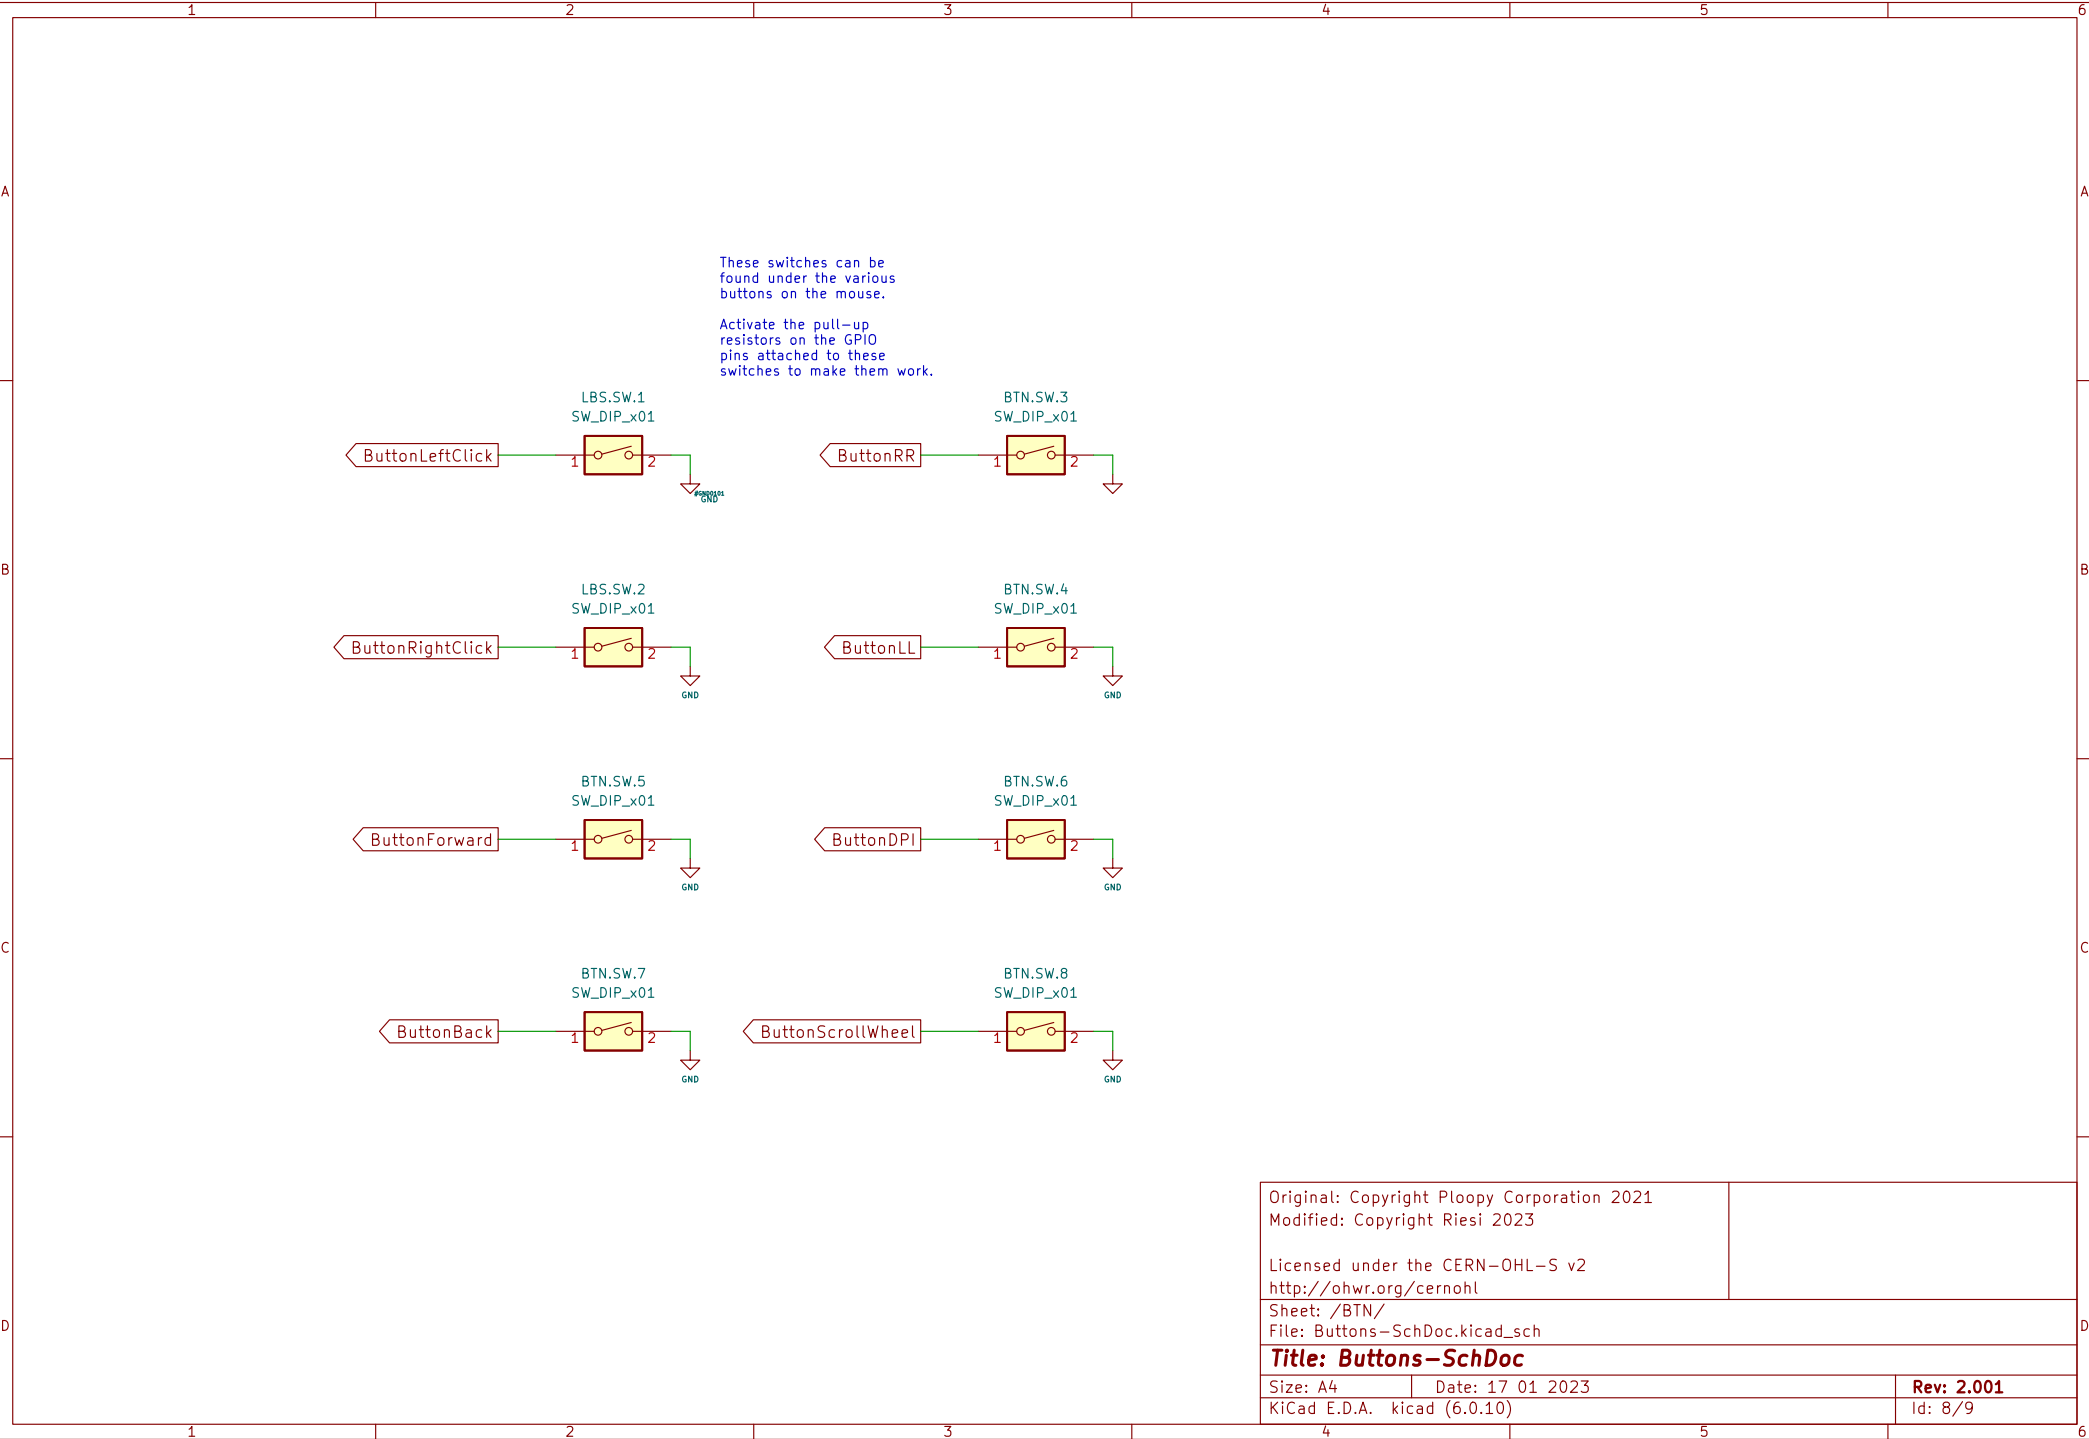 1 2 3 4 5 6
A A
These switches can be
found under the various
buttons on the mouse.
Activate the pull-up
resistors on the GPIO
pins attached to these
switches to make them work.
LBS.SW.1
SW_DIP_x01
ButtonLeftClick
1 2
#GND0101
GND
BTN.SW.3
SW_DIP_x01
ButtonRR
1 2
B B
LBS.SW.2
SW_DIP_x01
ButtonRightClick
1 2
GND
BTN.SW.4
SW_DIP_x01
ButtonLL
1 2
GND
BTN.SW.5
SW_DIP_x01
ButtonForward
1 2
GND
BTN.SW.6
SW_DIP_x01
ButtonDPI
1 2
GND
C C
BTN.SW.7
SW_DIP_x01
ButtonBack
1 2
GND
BTN.SW.8
SW_DIP_x01
ButtonScrollWheel
1 2
GND
D D
Original: Copyright Ploopy Corporation 2021
Modified: Copyright Riesi 2023
Licensed under the CERN-OHL-S v2
http://ohwr.org/cernohl
Sheet: /BTN/
File: Buttons-SchDoc.kicad_sch
Title: Buttons-SchDoc
Size: A4 Date: 17 01 2023 Rev: 2.001
KiCad E.D.A. kicad (6.0.10) Id: 8/9
1 2 3 4 5 6